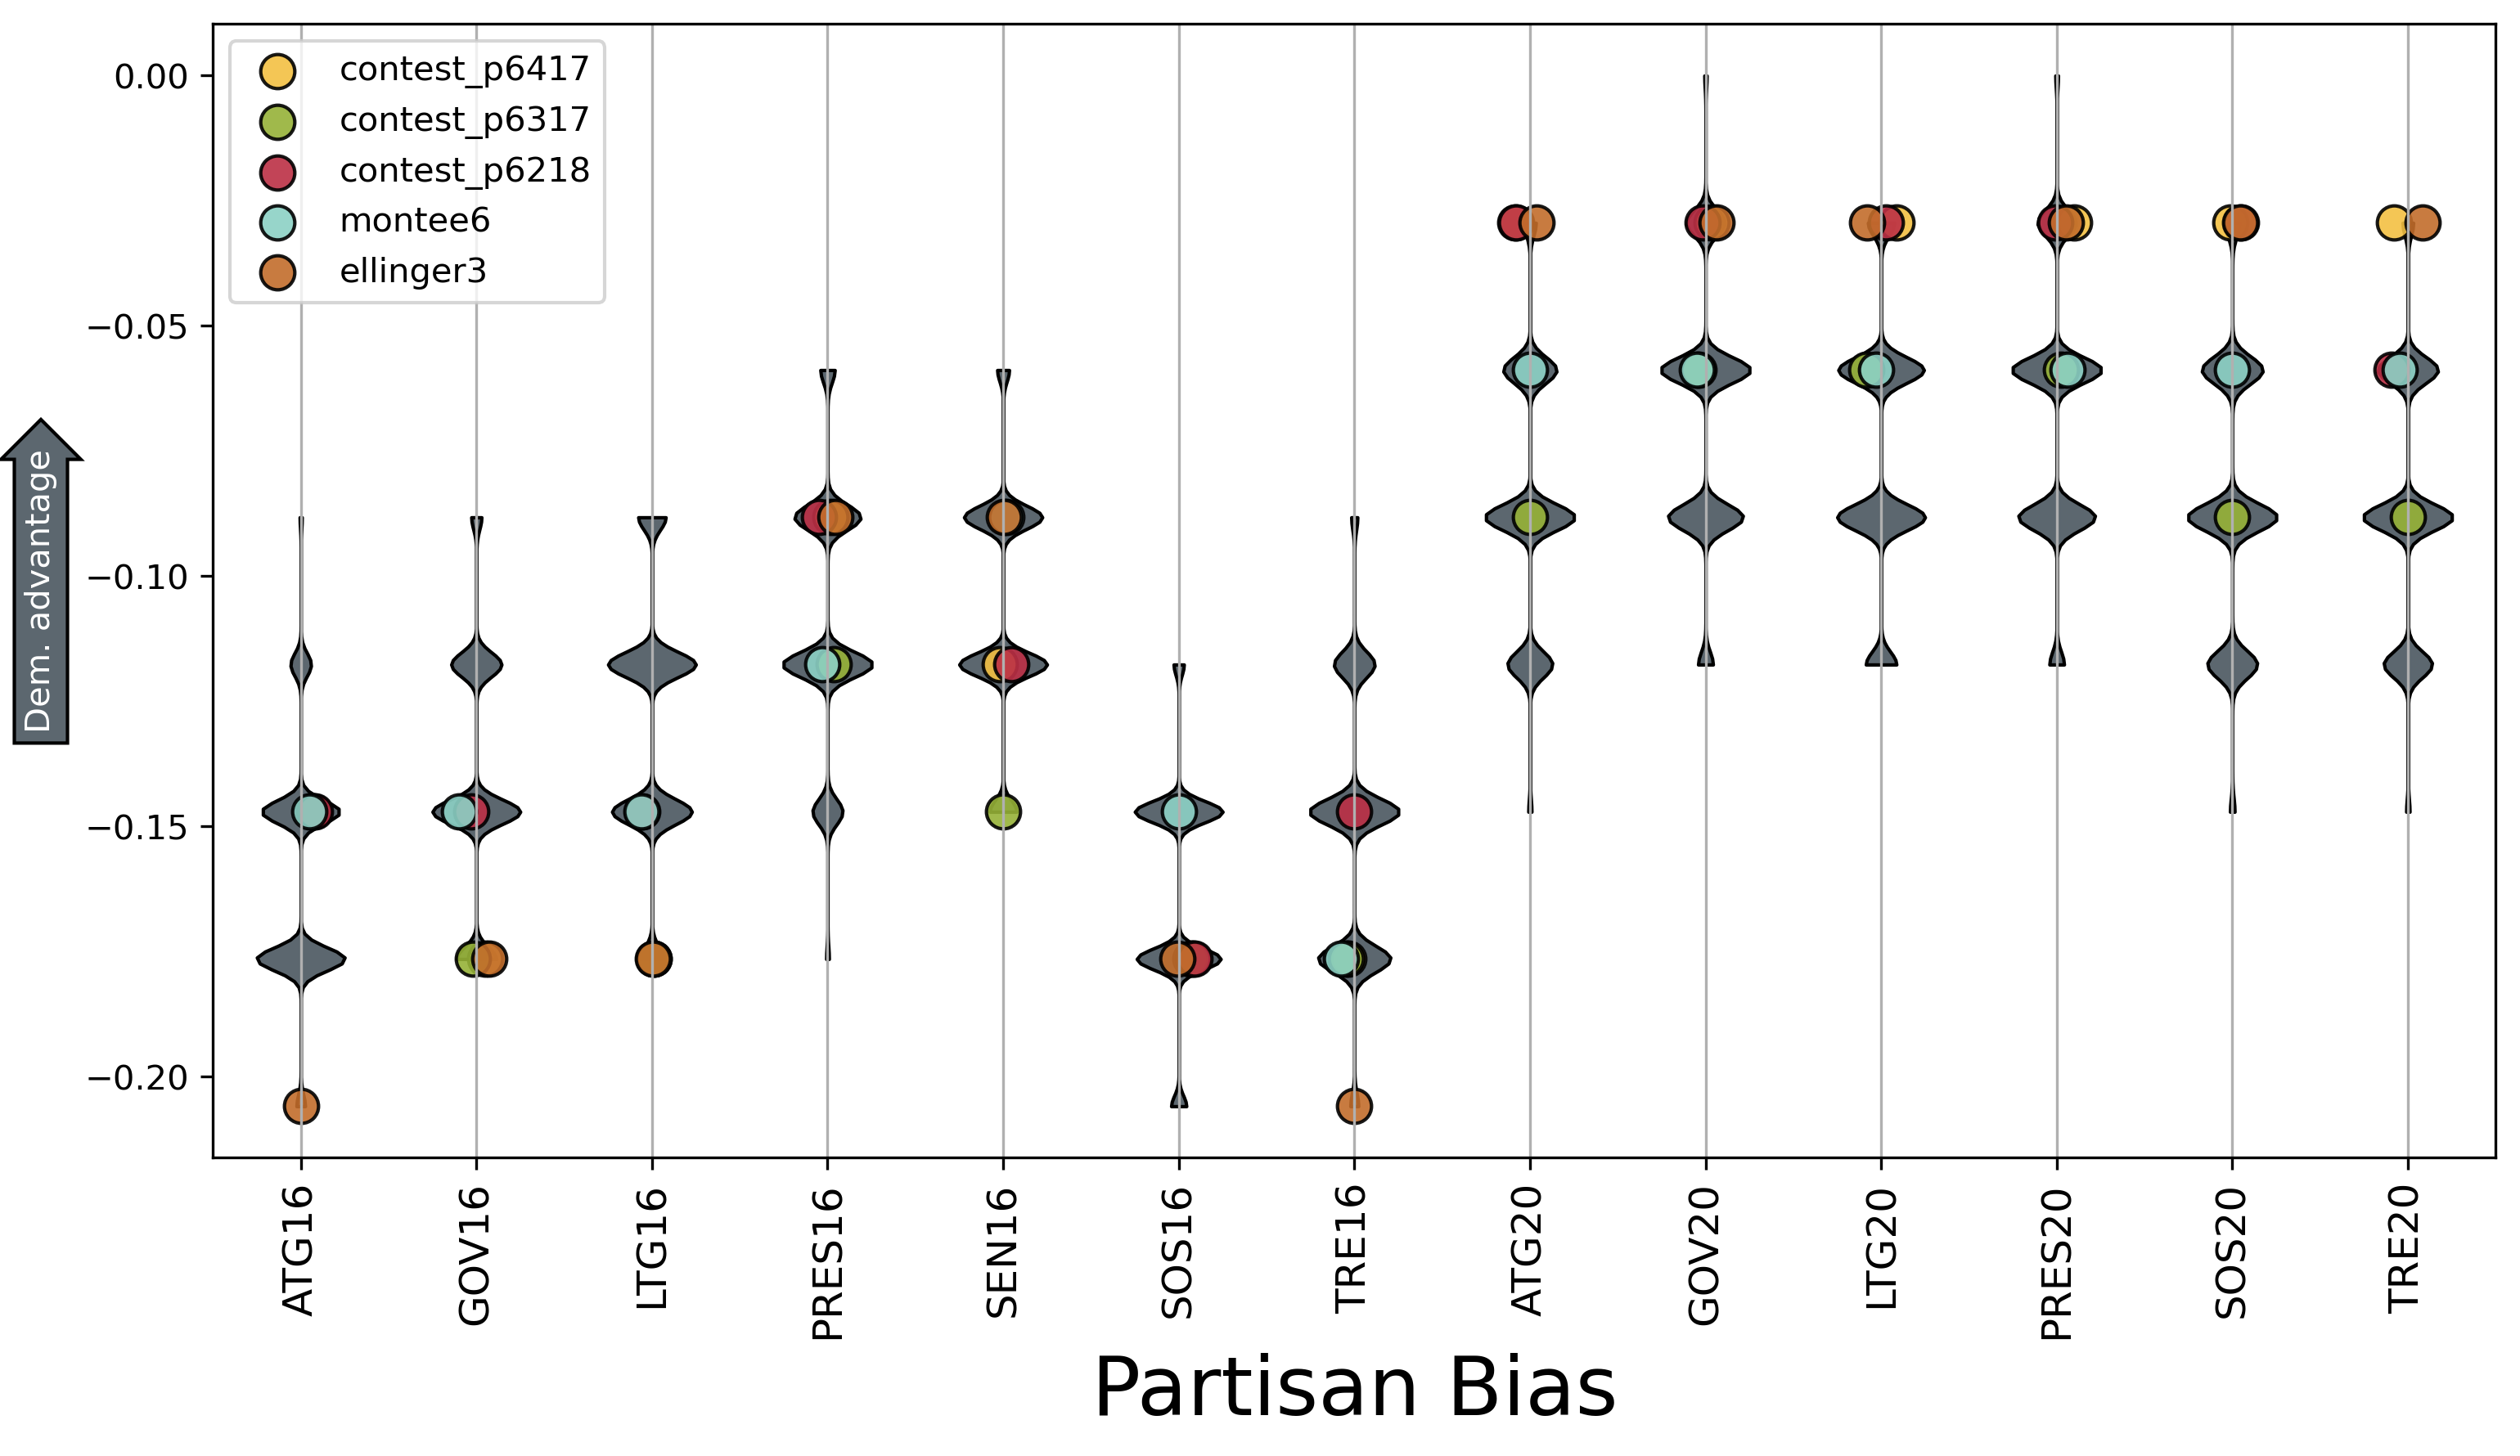 contest_p6417
contest_p6317
contest_p6218
montee6
ellinger3
0.00
−0.05
−0.10
−0.15
−0.20
Dem. advantage
ATG16
GOV16
LTG16
PRES16
SEN16
SOS16
TRE16
ATG20
GOV20
LTG20
PRES20
SOS20
TRE20
Partisan Bias